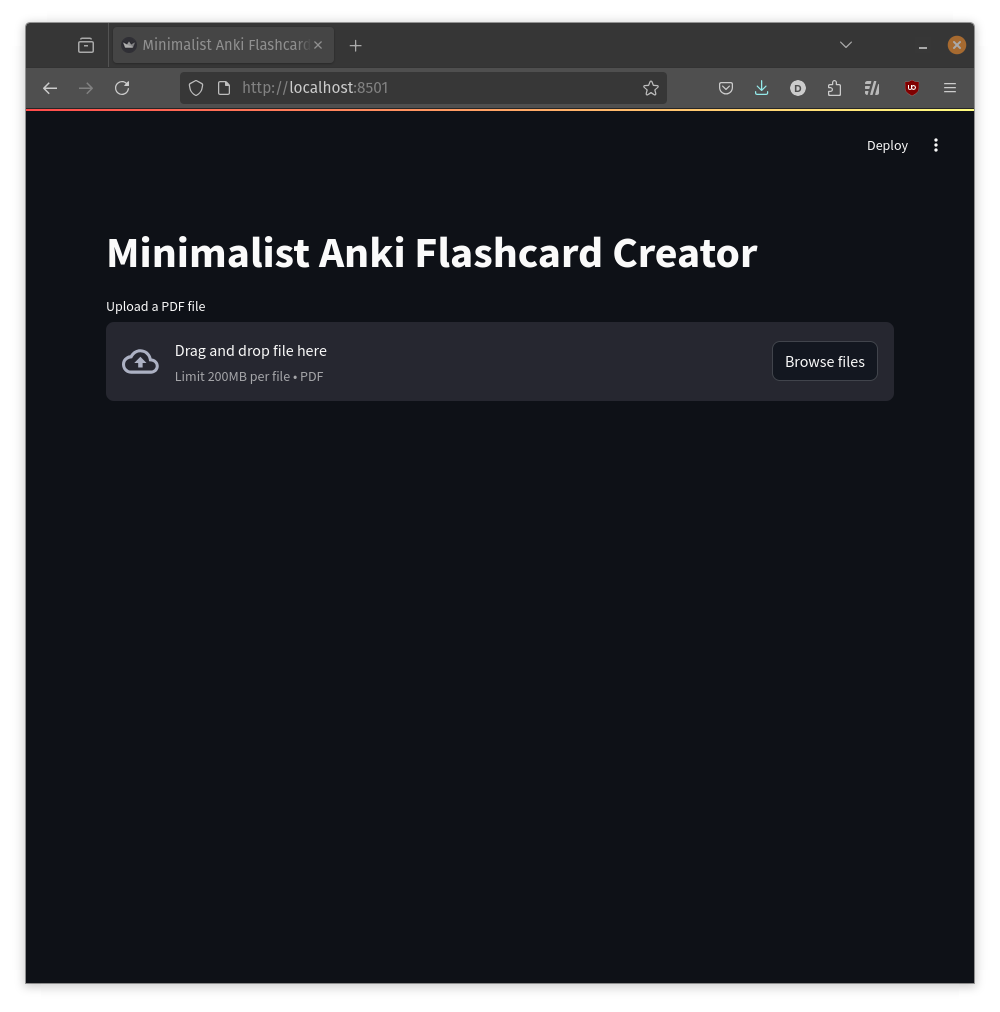 Minimalist Anki Flashcard
http://localhost:8501
Deploy
Minimalist Anki Flashcard Creator
Upload a PDF file
Drag and drop file here
Limit 200MB per file • PDF
Browse files